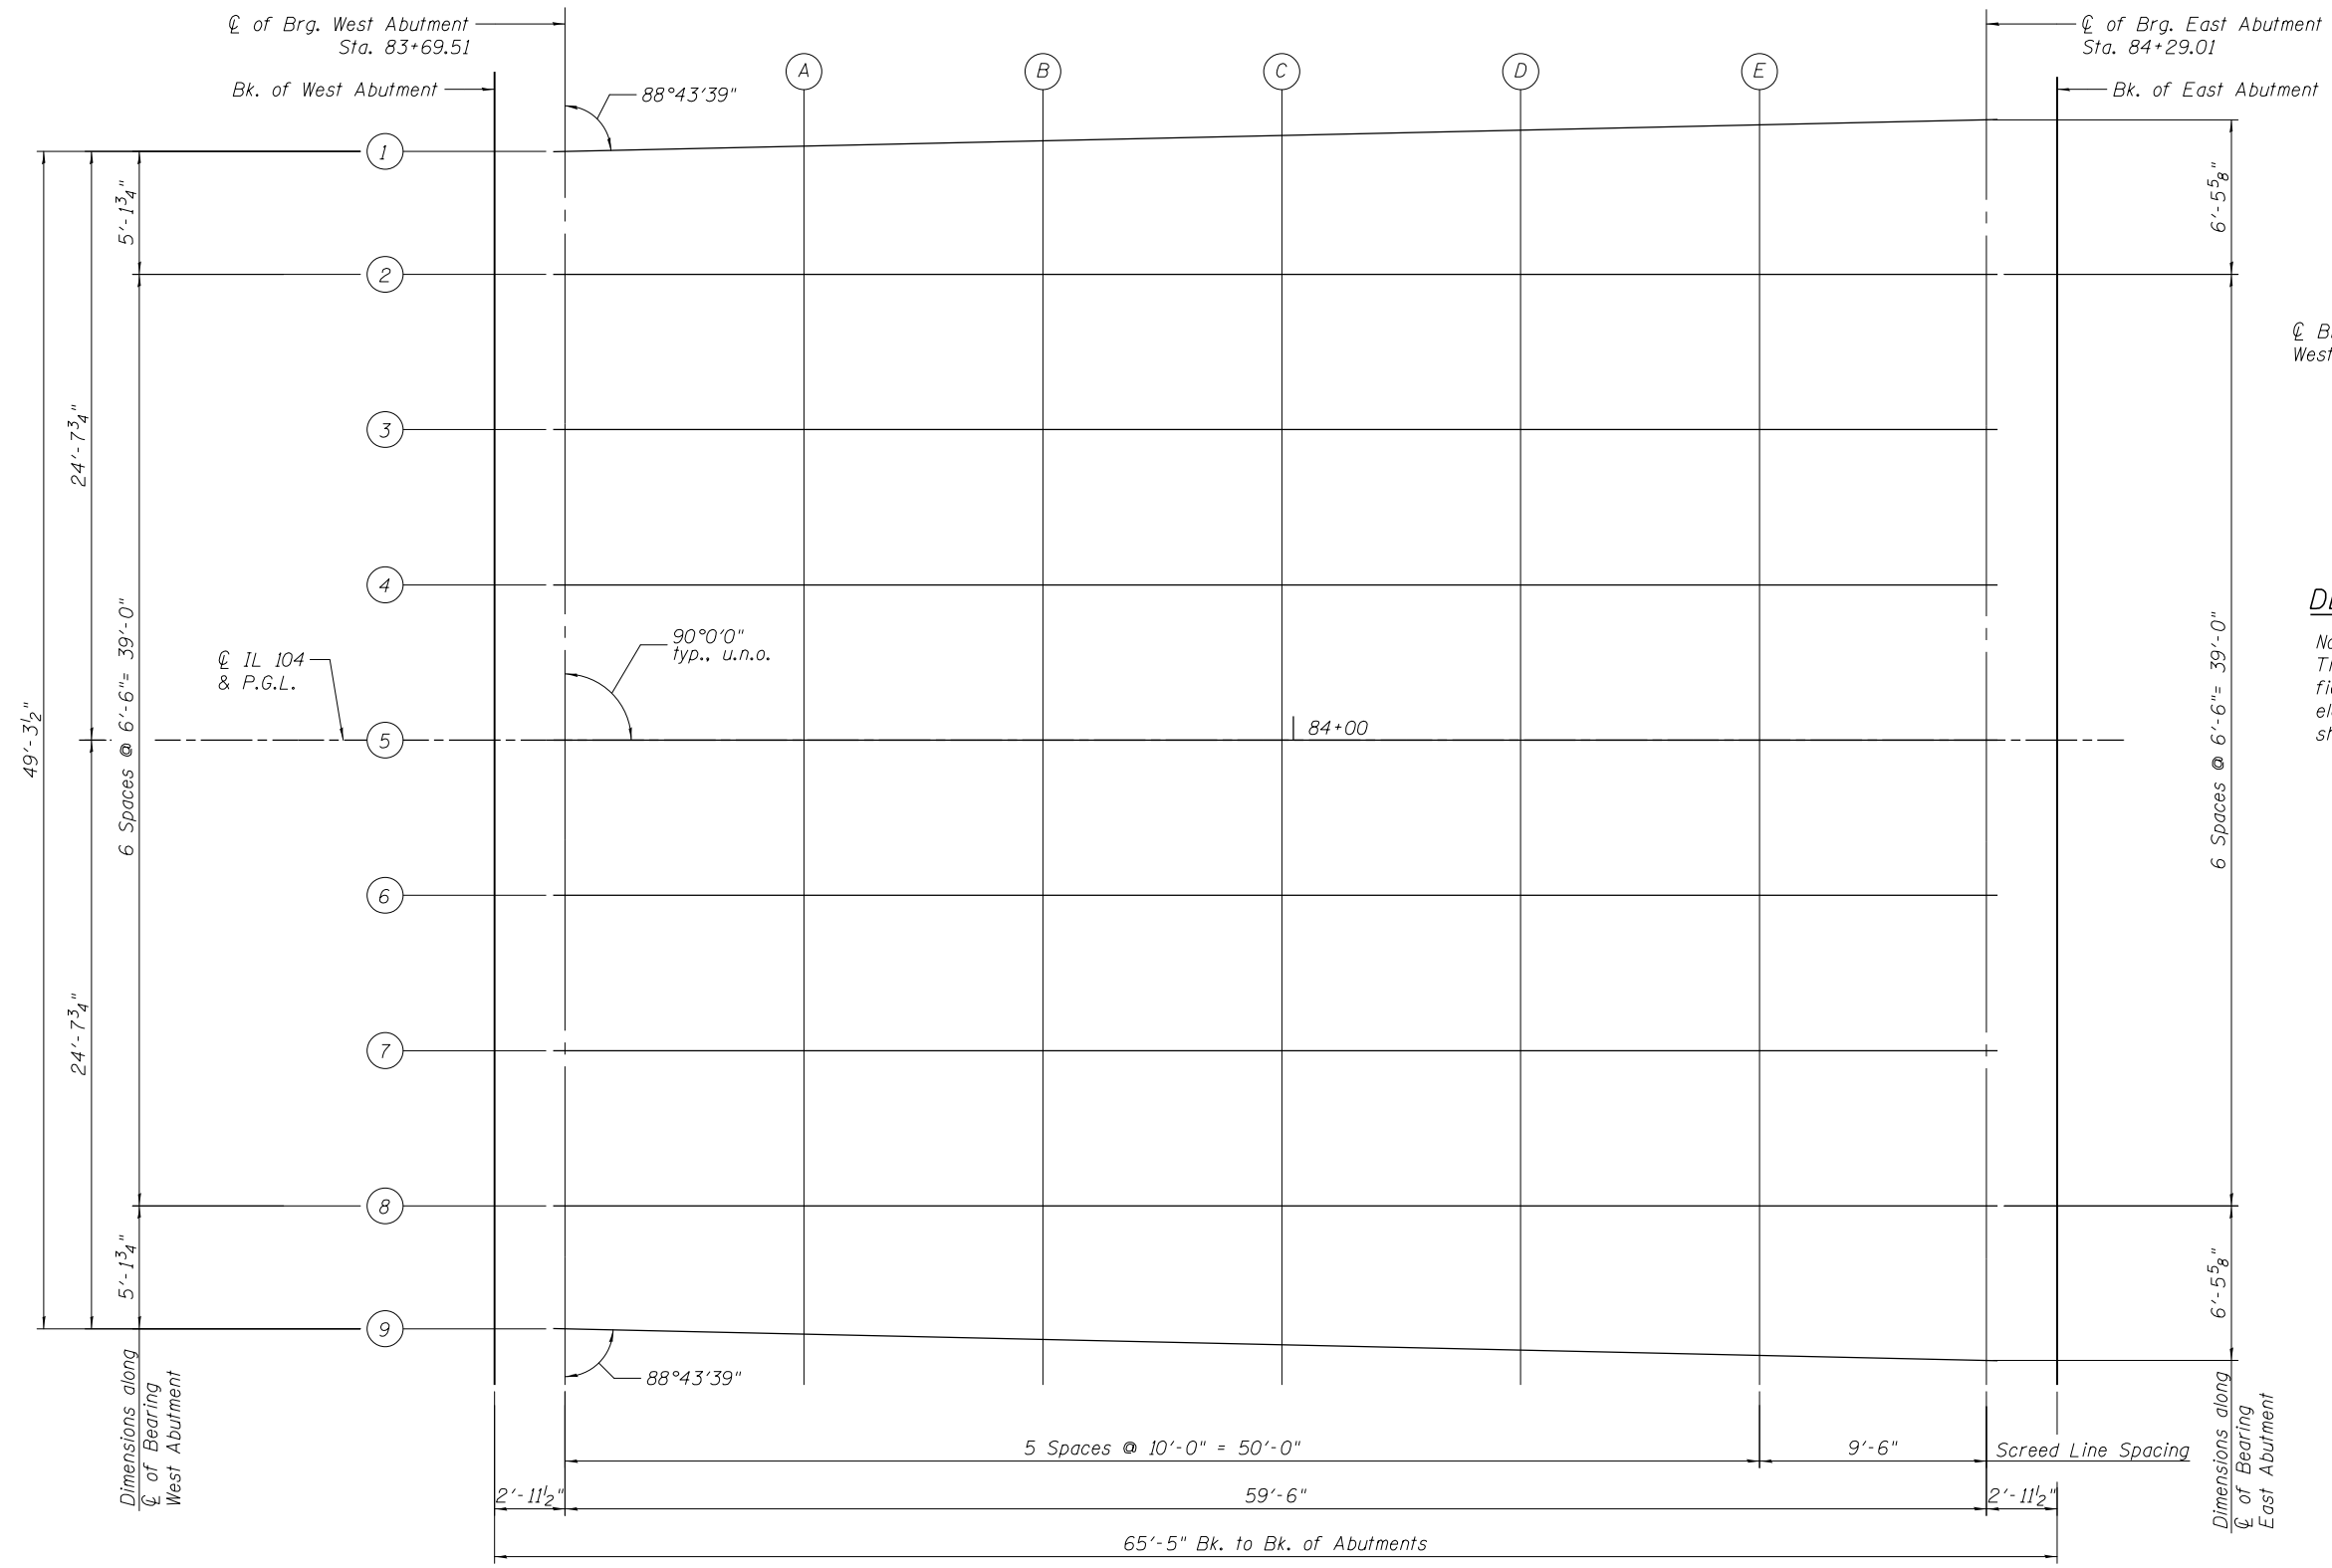 ℄ of Brg. West Abutment
Sta. 83+69.51
℄ of Brg. East Abutment
Sta. 84+29.01
Bk. of West Abutment
Bk. of East Abutment
A
B
C
D
E
88°43'39"
1
2
3
4
5
6
7
8
9
5'-1¾"
24'-7¾"
6 Spaces @ 6'-6"= 39'-0"
49'-3½"
24'-7¾"
5'-1¾"
6'-5⅝"
6 Spaces @ 6'-6"= 39'-0"
6'-5⅝"
℄ IL 104
& P.G.L.
90°0'0"
typ., u.n.o.
84+00
88°43'39"
Dimensions along
℄ of Bearing
West Abutment
Dimensions along
℄ of Bearing
East Abutment
5 Spaces @ 10'-0" = 50'-0"
9'-6"
Screed Line Spacing
2'-11½"
59'-6"
2'-11½"
65'-5" Bk. to Bk. of Abutments
West